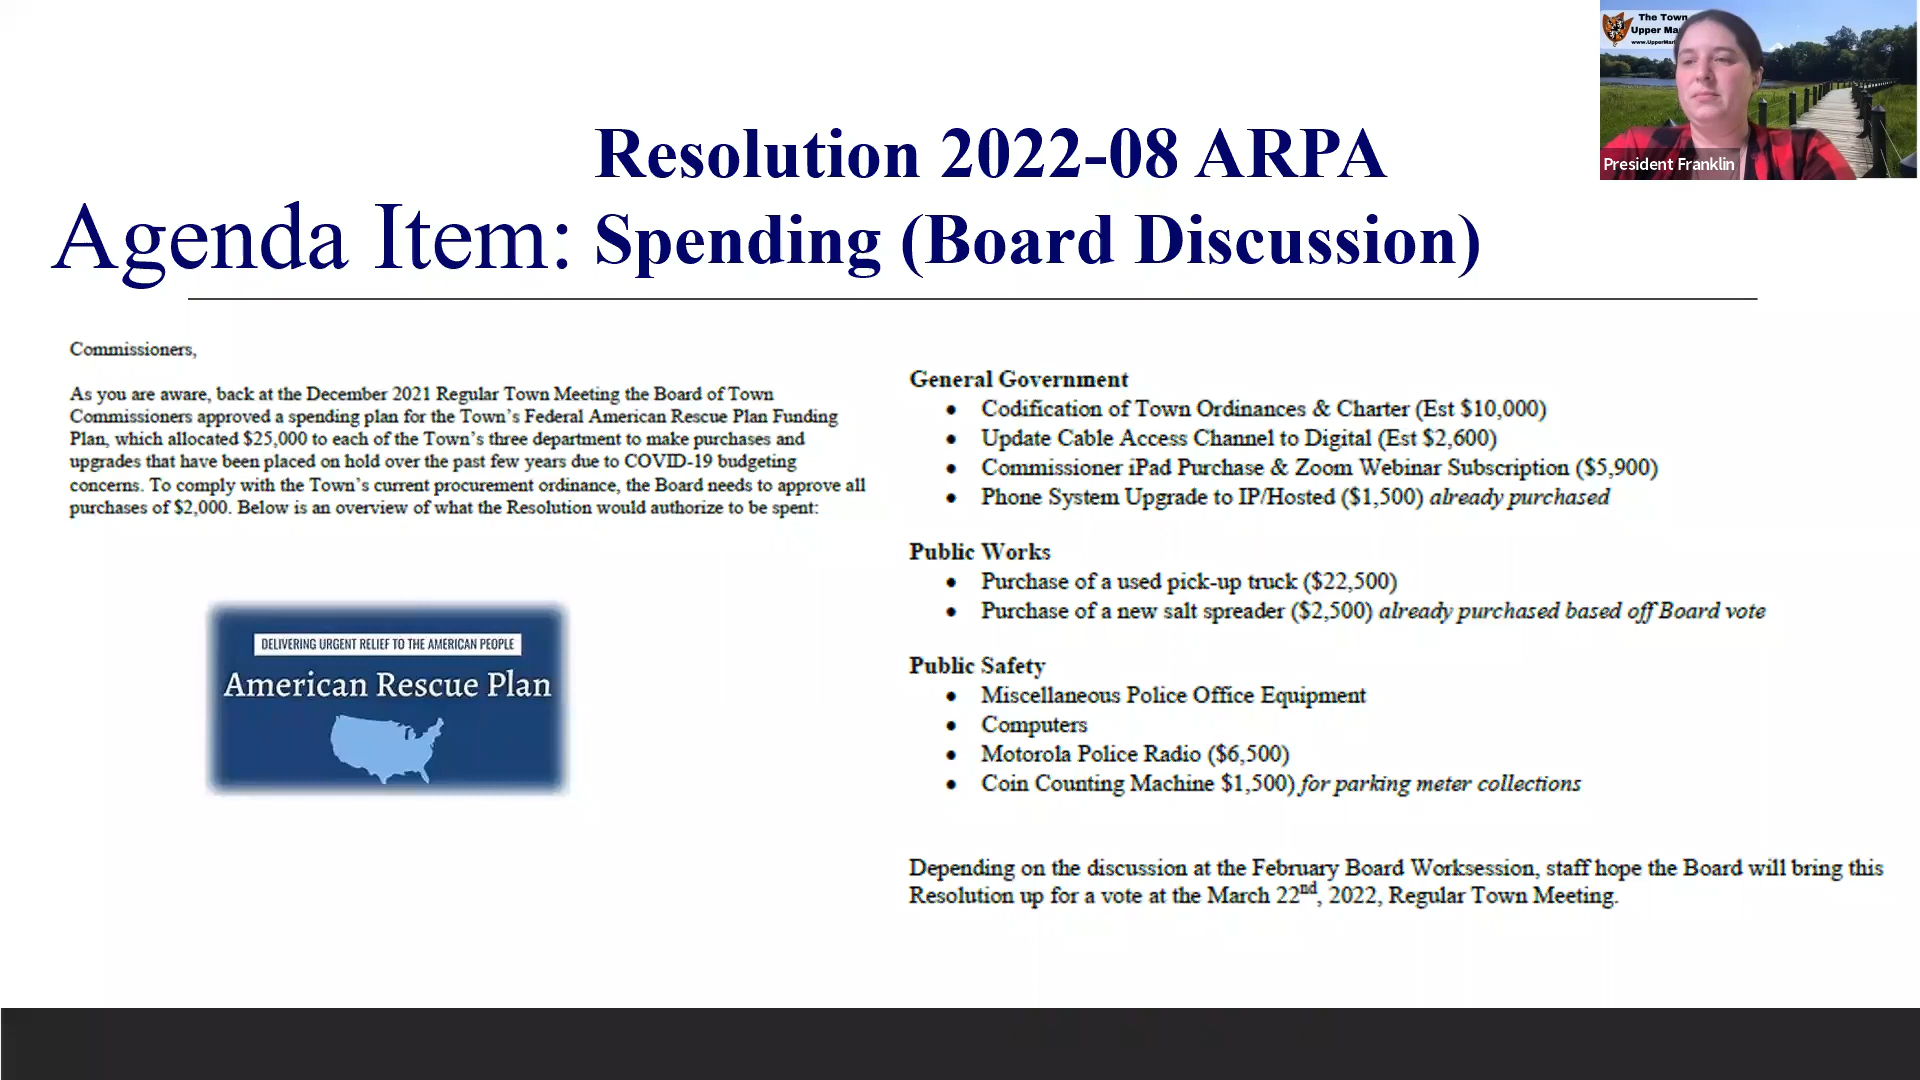 The Town
Upper Mar
www.UpperMarl
President Franklin
Resolution 2022-08 ARPA
Agenda Item: Spending (Board Discussion)
Commissioners,
As you are aware, back at the December 2021 Regular Town Meeting the Board of Town
Commissioners approved a spending plan for the Town's Federal American Rescue Plan Funding
Plan, which allocated $25,000 to each of the Town's three department to make purchases and
upgrades that have been placed on hold over the past few years due to COVID-19 budgeting
concerns. To comply with the Town's current procurement ordinance, the Board needs to approve all
purchases of $2,000. Below is an overview of what the Resolution would authorize to be spent:
DELIVERING URGENT RELIEF TO THE AMERICAN PEOPLE
American Rescue Plan
General Government
• Codification of Town Ordinances & Charter (Est $10,000)
• Update Cable Access Channel to Digital (Est $2,600)
• Commissioner iPad Purchase & Zoom Webinar Subscription ($5,900)
• Phone System Upgrade to IP/Hosted ($1,500) already purchased
Public Works
• Purchase of a used pick-up truck ($22,500)
• Purchase of a new salt spreader ($2,500) already purchased based off Board vote
Public Safety
• Miscellaneous Police Office Equipment
• Computers
• Motorola Police Radio ($6,500)
• Coin Counting Machine $1,500) for parking meter collections
Depending on the discussion at the February Board Worksession, staff hope the Board will bring this
Resolution up for a vote at the March 22nd, 2022, Regular Town Meeting.